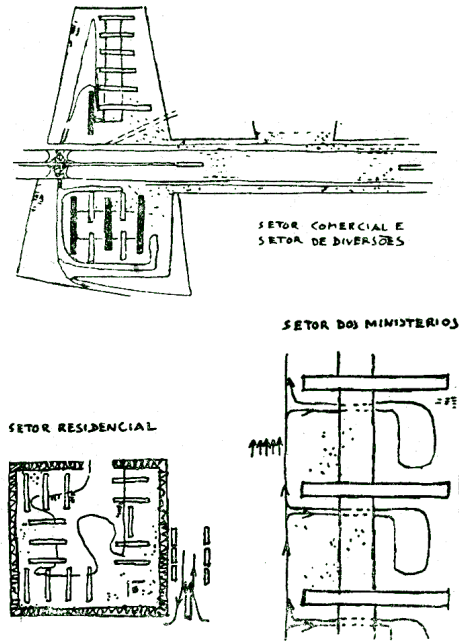 SETOR COMERCIAL E
SETOR DE DIVERSÕES
SETOR DOS MINISTERIOS
SETOR RESIDENCIAL